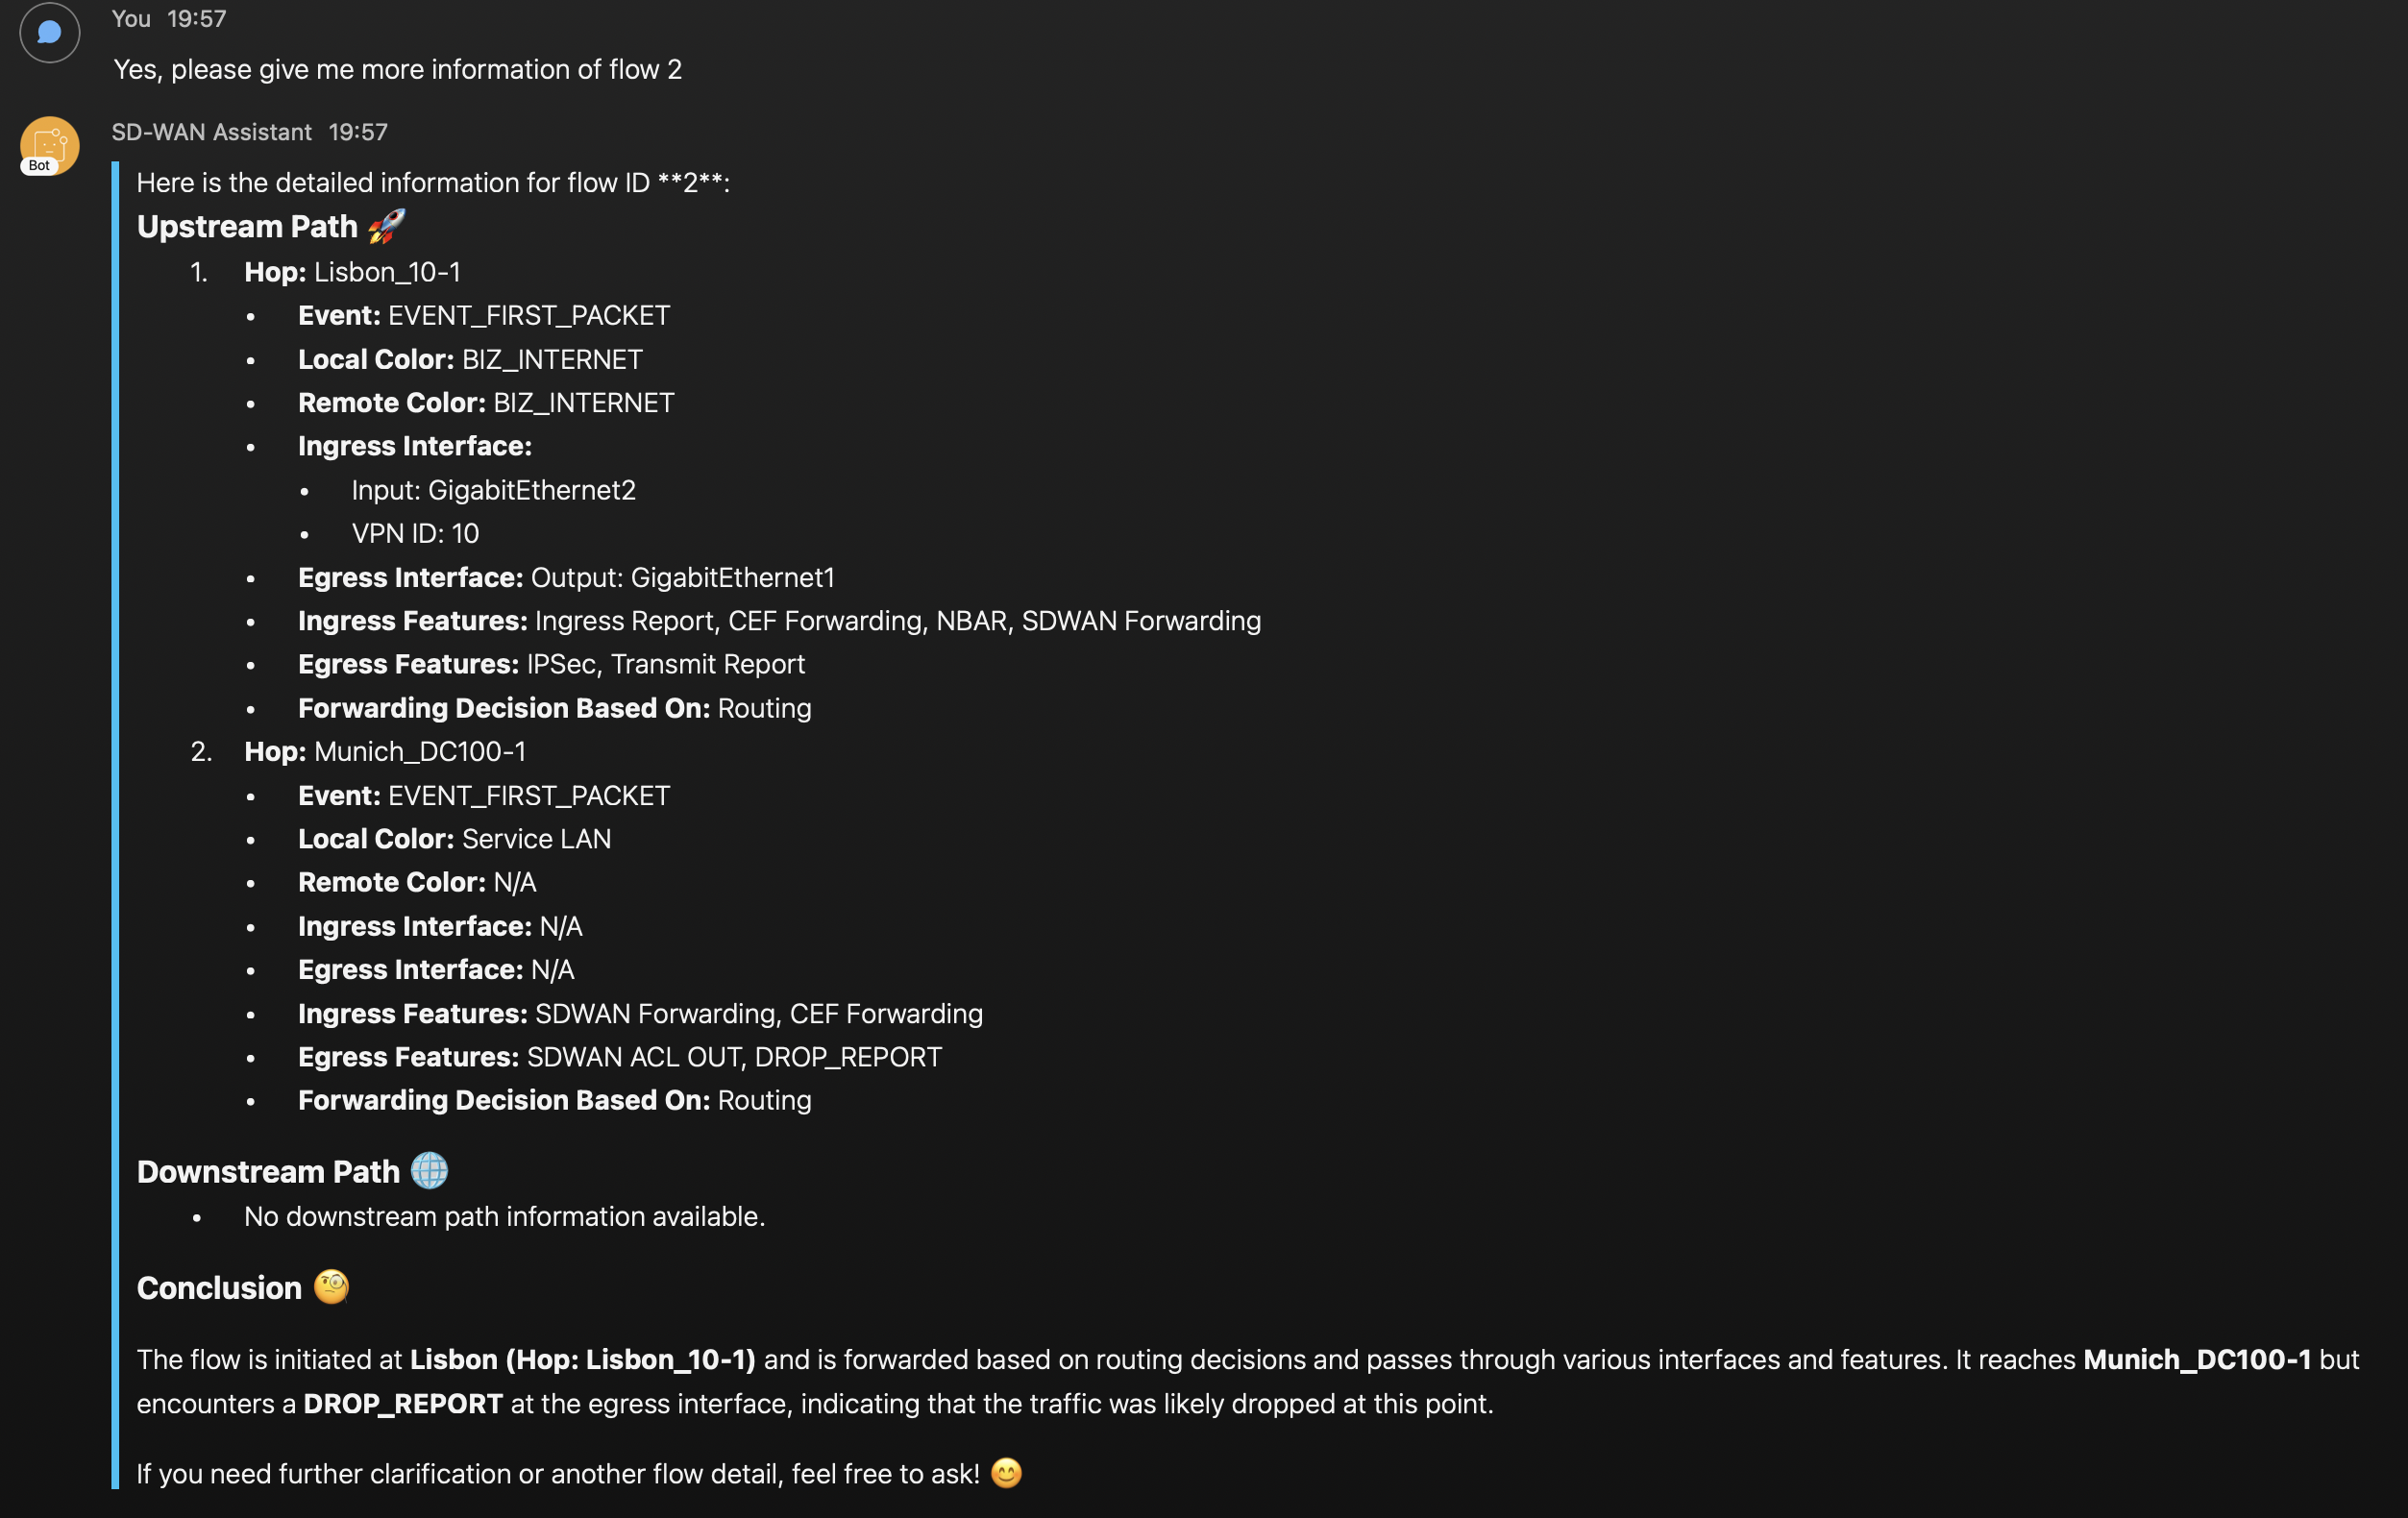 You 19:57
Yes, please give me more information of flow 2
SD-WAN Assistant 19:57
Bot
Here is the detailed information for flow ID **2**:
Upstream Path 🚀
1. Hop: Lisbon_10-1
• Event: EVENT_FIRST_PACKET
• Local Color: BIZ_INTERNET
• Remote Color: BIZ_INTERNET
• Ingress Interface:
• Input: GigabitEthernet2
• VPN ID: 10
• Egress Interface: Output: GigabitEthernet1
• Ingress Features: Ingress Report, CEF Forwarding, NBAR, SDWAN Forwarding
• Egress Features: IPSec, Transmit Report
• Forwarding Decision Based On: Routing
2. Hop: Munich_DC100-1
• Event: EVENT_FIRST_PACKET
• Local Color: Service LAN
• Remote Color: N/A
• Ingress Interface: N/A
• Egress Interface: N/A
• Ingress Features: SDWAN Forwarding, CEF Forwarding
• Egress Features: SDWAN ACL OUT, DROP_REPORT
• Forwarding Decision Based On: Routing
Downstream Path 🌐
• No downstream path information available.
Conclusion 🧐
The flow is initiated at Lisbon (Hop: Lisbon_10-1) and is forwarded based on routing decisions and passes through various interfaces and features. It reaches Munich_DC100-1 but
encounters a DROP_REPORT at the egress interface, indicating that the traffic was likely dropped at this point.
If you need further clarification or another flow detail, feel free to ask! 😊